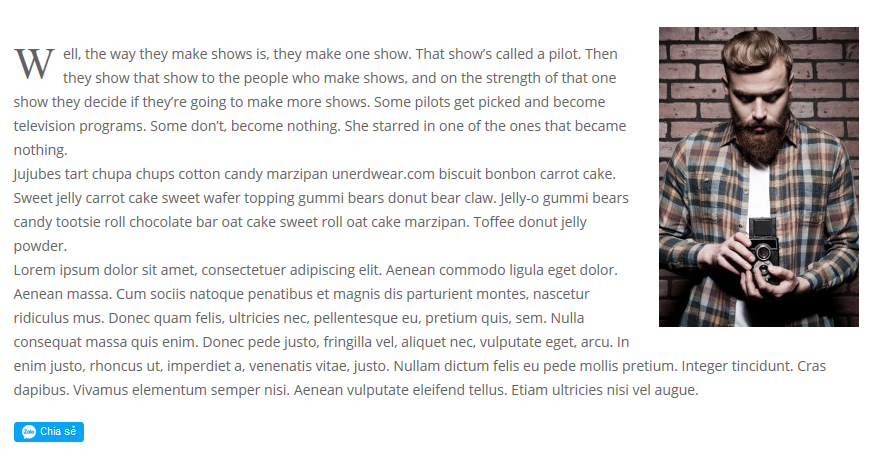 Well, the way they make shows is, they make one show. That show’s called a pilot. Then
they show that show to the people who make shows, and on the strength of that one
show they decide if they’re going to make more shows. Some pilots get picked and become
television programs. Some don’t, become nothing. She starred in one of the ones that became
nothing.
Jujubes tart chupa chups cotton candy marzipan unerdwear.com biscuit bonbon carrot cake.
Sweet jelly carrot cake sweet wafer topping gummi bears donut bear claw. Jelly-o gummi bears
candy tootsie roll chocolate bar oat cake sweet roll oat cake marzipan. Toffee donut jelly
powder.
Lorem ipsum dolor sit amet, consectetuer adipiscing elit. Aenean commodo ligula eget dolor.
Aenean massa. Cum sociis natoque penatibus et magnis dis parturient montes, nascetur
ridiculus mus. Donec quam felis, ultricies nec, pellentesque eu, pretium quis, sem. Nulla
consequat massa quis enim. Donec pede justo, fringilla vel, aliquet nec, vulputate eget, arcu. In
enim justo, rhoncus ut, imperdiet a, venenatis vitae, justo. Nullam dictum felis eu pede mollis pretium. Integer tincidunt. Cras
dapibus. Vivamus elementum semper nisi. Aenean vulputate eleifend tellus. Etiam ultricies nisi vel augue.
Zalo Chia sẻ